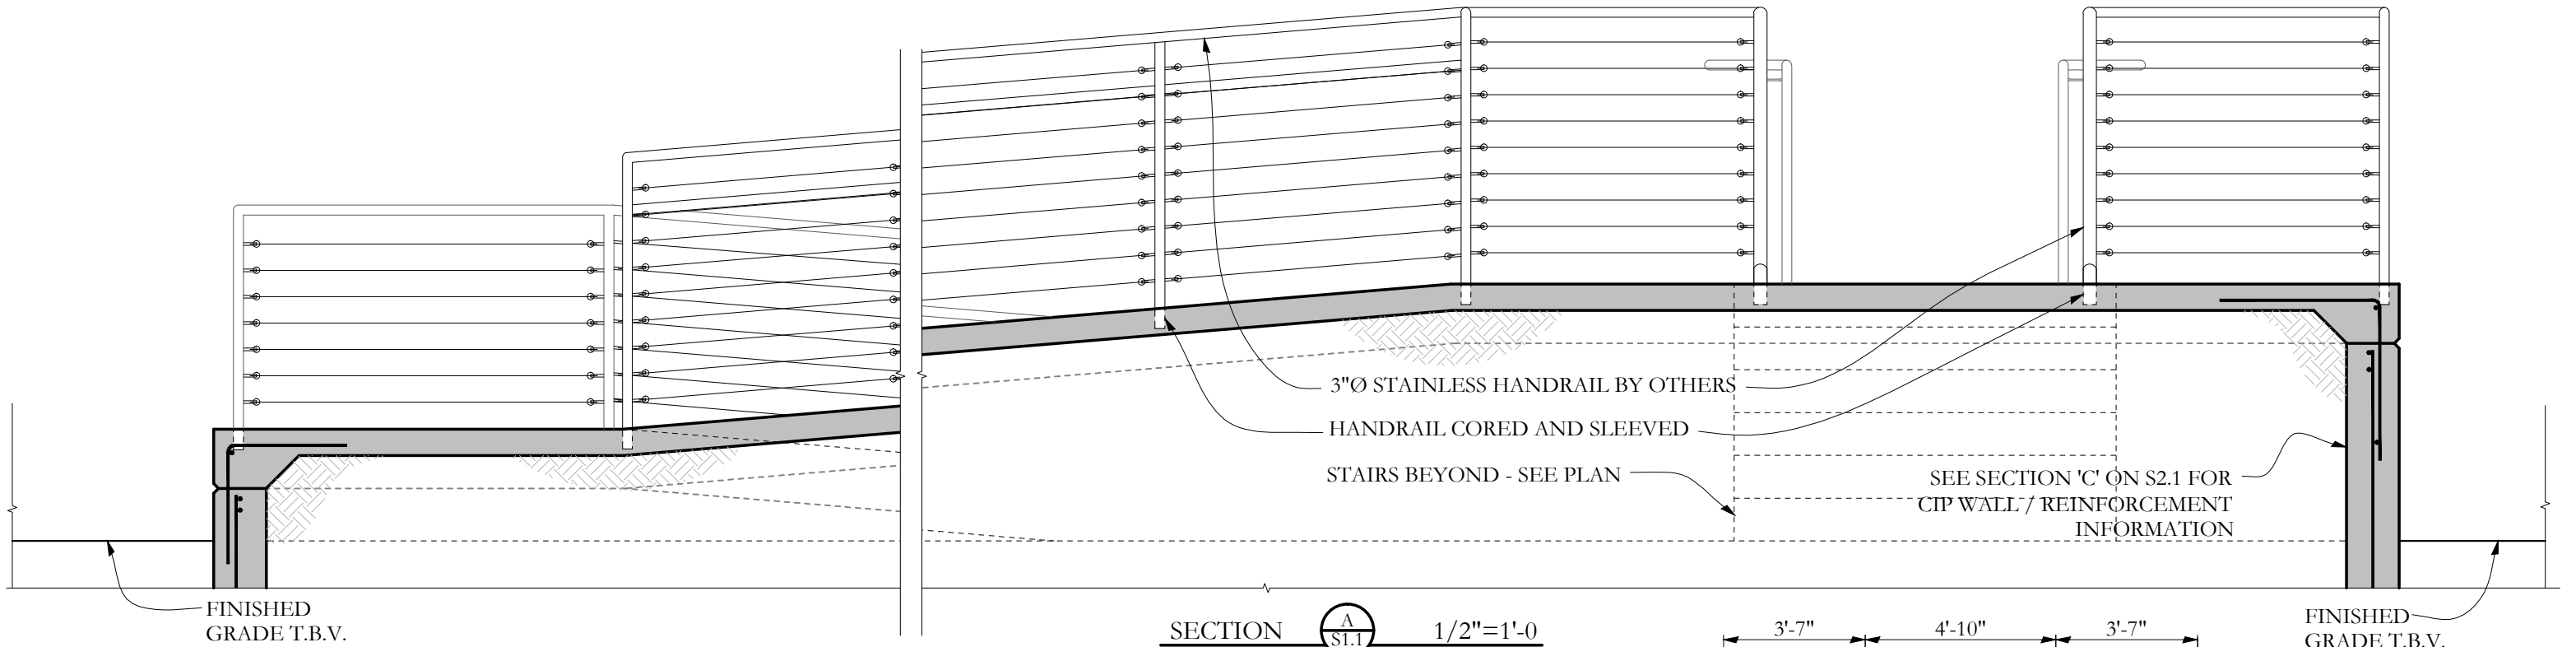 3"Ø STAINLESS HANDRAIL BY OTHERS
HANDRAIL CORED AND SLEEVED
STAIRS BEYOND - SEE PLAN
SEE SECTION 'C' ON S2.1 FOR
CIP WALL / REINFORCEMENT
INFORMATION
FINISHED
GRADE T.B.V.
SECTION A S1.1 1/2"=1'-0
3'-7" 4'-10" 3'-7"
FINISHED
GRADE T.B.V.